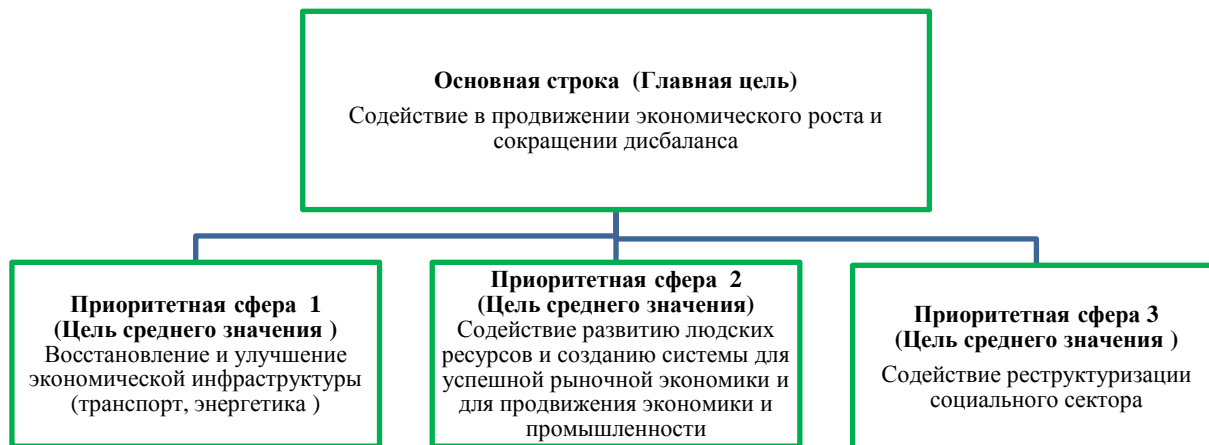 Основная строка (Главная цель)
Содействие в продвижении экономического роста и
сокращении дисбаланса
Приоритетная сфера 1
(Цель среднего значения )
Восстановление и улучшение
экономической инфраструктуры
(транспорт, энергетика )
Приоритетная сфера 2
(Цель среднего значения)
Содействие развитию людских
ресурсов и созданию системы для
успешной рыночной экономики и
для продвижения экономики и
промышленности
Приоритетная сфера 3
(Цель среднего значения )
Содействие реструктуризации
социального сектора